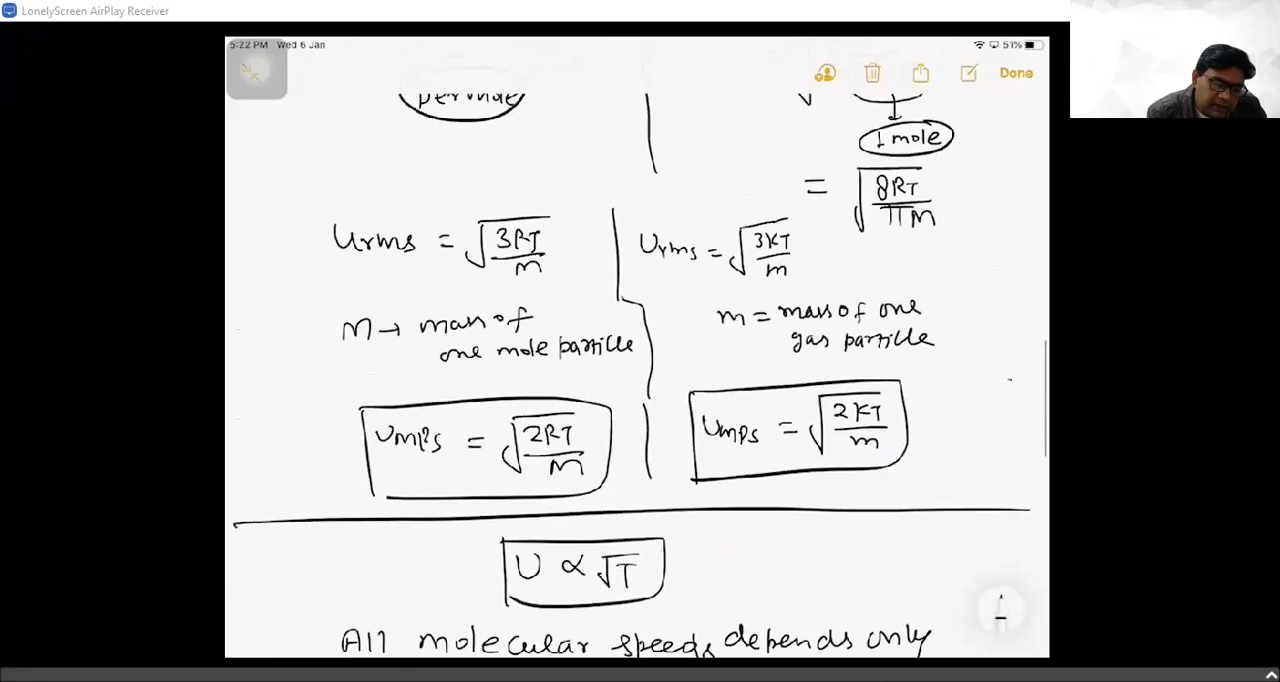 LonelyScreen AirPlay Receiver
5:22 PM Wed 6 Jan
51%
Done
per mole
1 mole
= √(8RT/πM)
Urms = √(3RT/M)
Urms = √(3KT/m)
M → mass of
one mole particle
m = mass of one
gas particle
Umps = √(2RT/M)
Umps = √(2KT/m)
U ∝ √T
All molecular speeds depends only